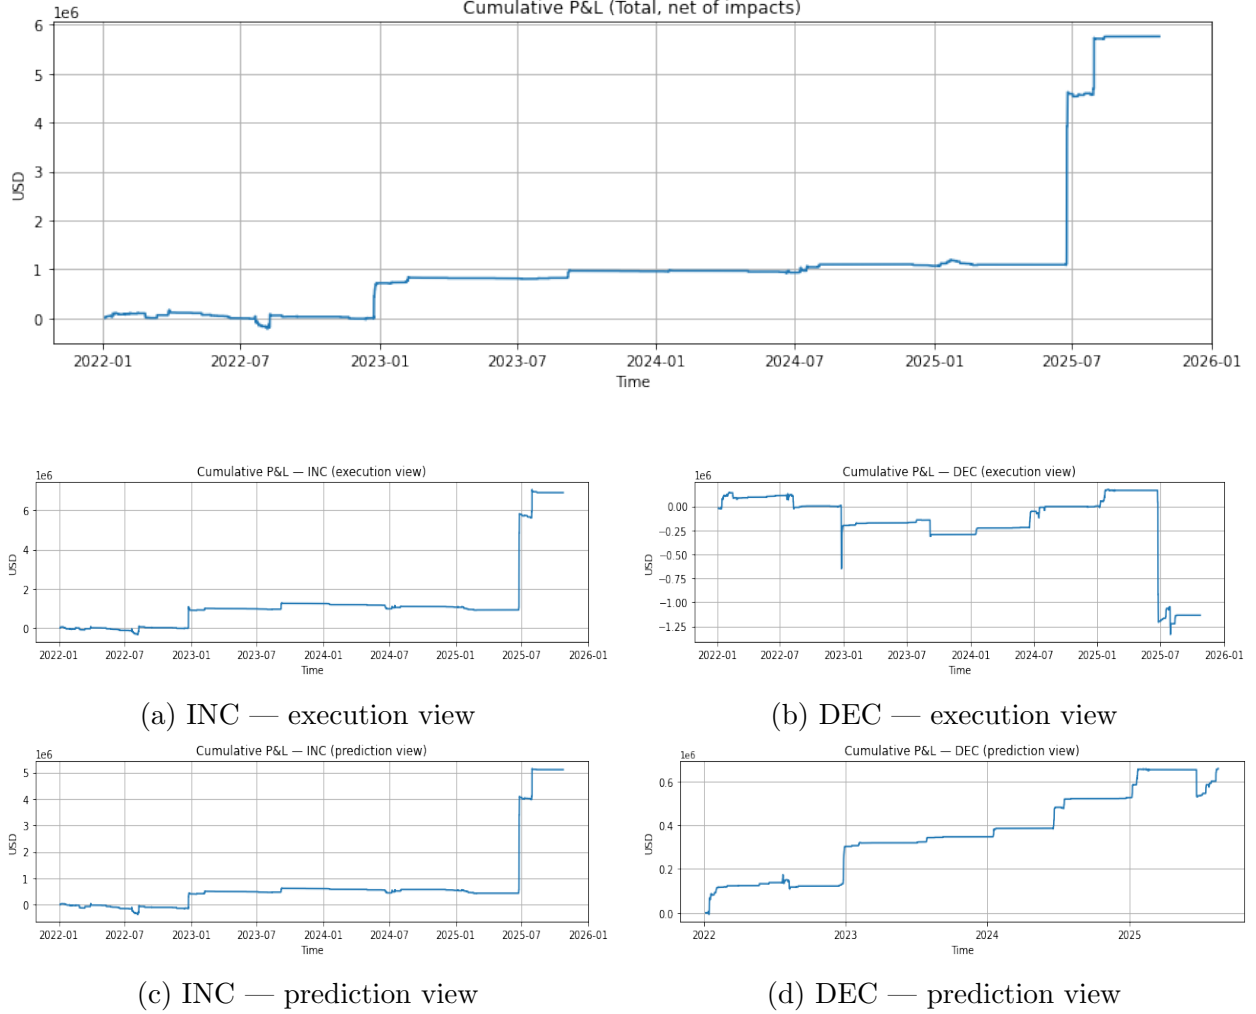 Cumulative P&L (Total, net of impacts)
1e6
6
5
4
3
2
1
0
USD
2022-01 2022-07 2023-01 2023-07 2024-01 2024-07 2025-01 2025-07 2026-01
Time
Cumulative P&L — INC (execution view)
1e6
6
4
2
0
USD
2022-01 2022-07 2023-01 2023-07 2024-01 2024-07 2025-01 2025-07 2026-01
Time
(a) INC — execution view
Cumulative P&L — DEC (execution view)
1e6
0.00
−0.25
−0.50
−0.75
−1.00
−1.25
USD
2022-01 2022-07 2023-01 2023-07 2024-01 2024-07 2025-01 2025-07 2026-01
Time
(b) DEC — execution view
Cumulative P&L — INC (prediction view)
1e6
5
4
3
2
1
0
USD
2022-01 2022-07 2023-01 2023-07 2024-01 2024-07 2025-01 2025-07 2026-01
Time
(c) INC — prediction view
Cumulative P&L — DEC (prediction view)
1e6
0.6
0.4
0.2
0.0
USD
2022 2023 2024 2025
Time
(d) DEC — prediction view